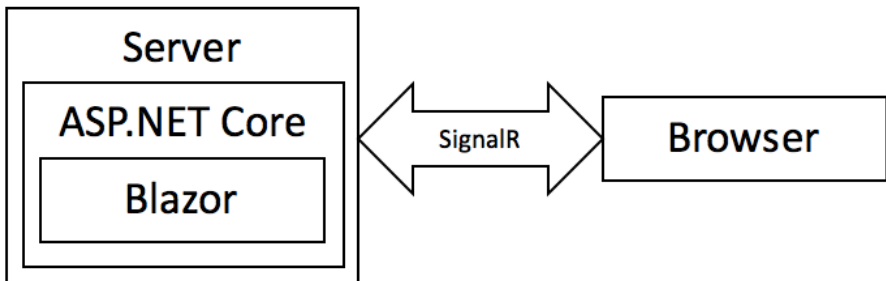 Server
ASP.NET Core
Blazor
SignalR
Browser